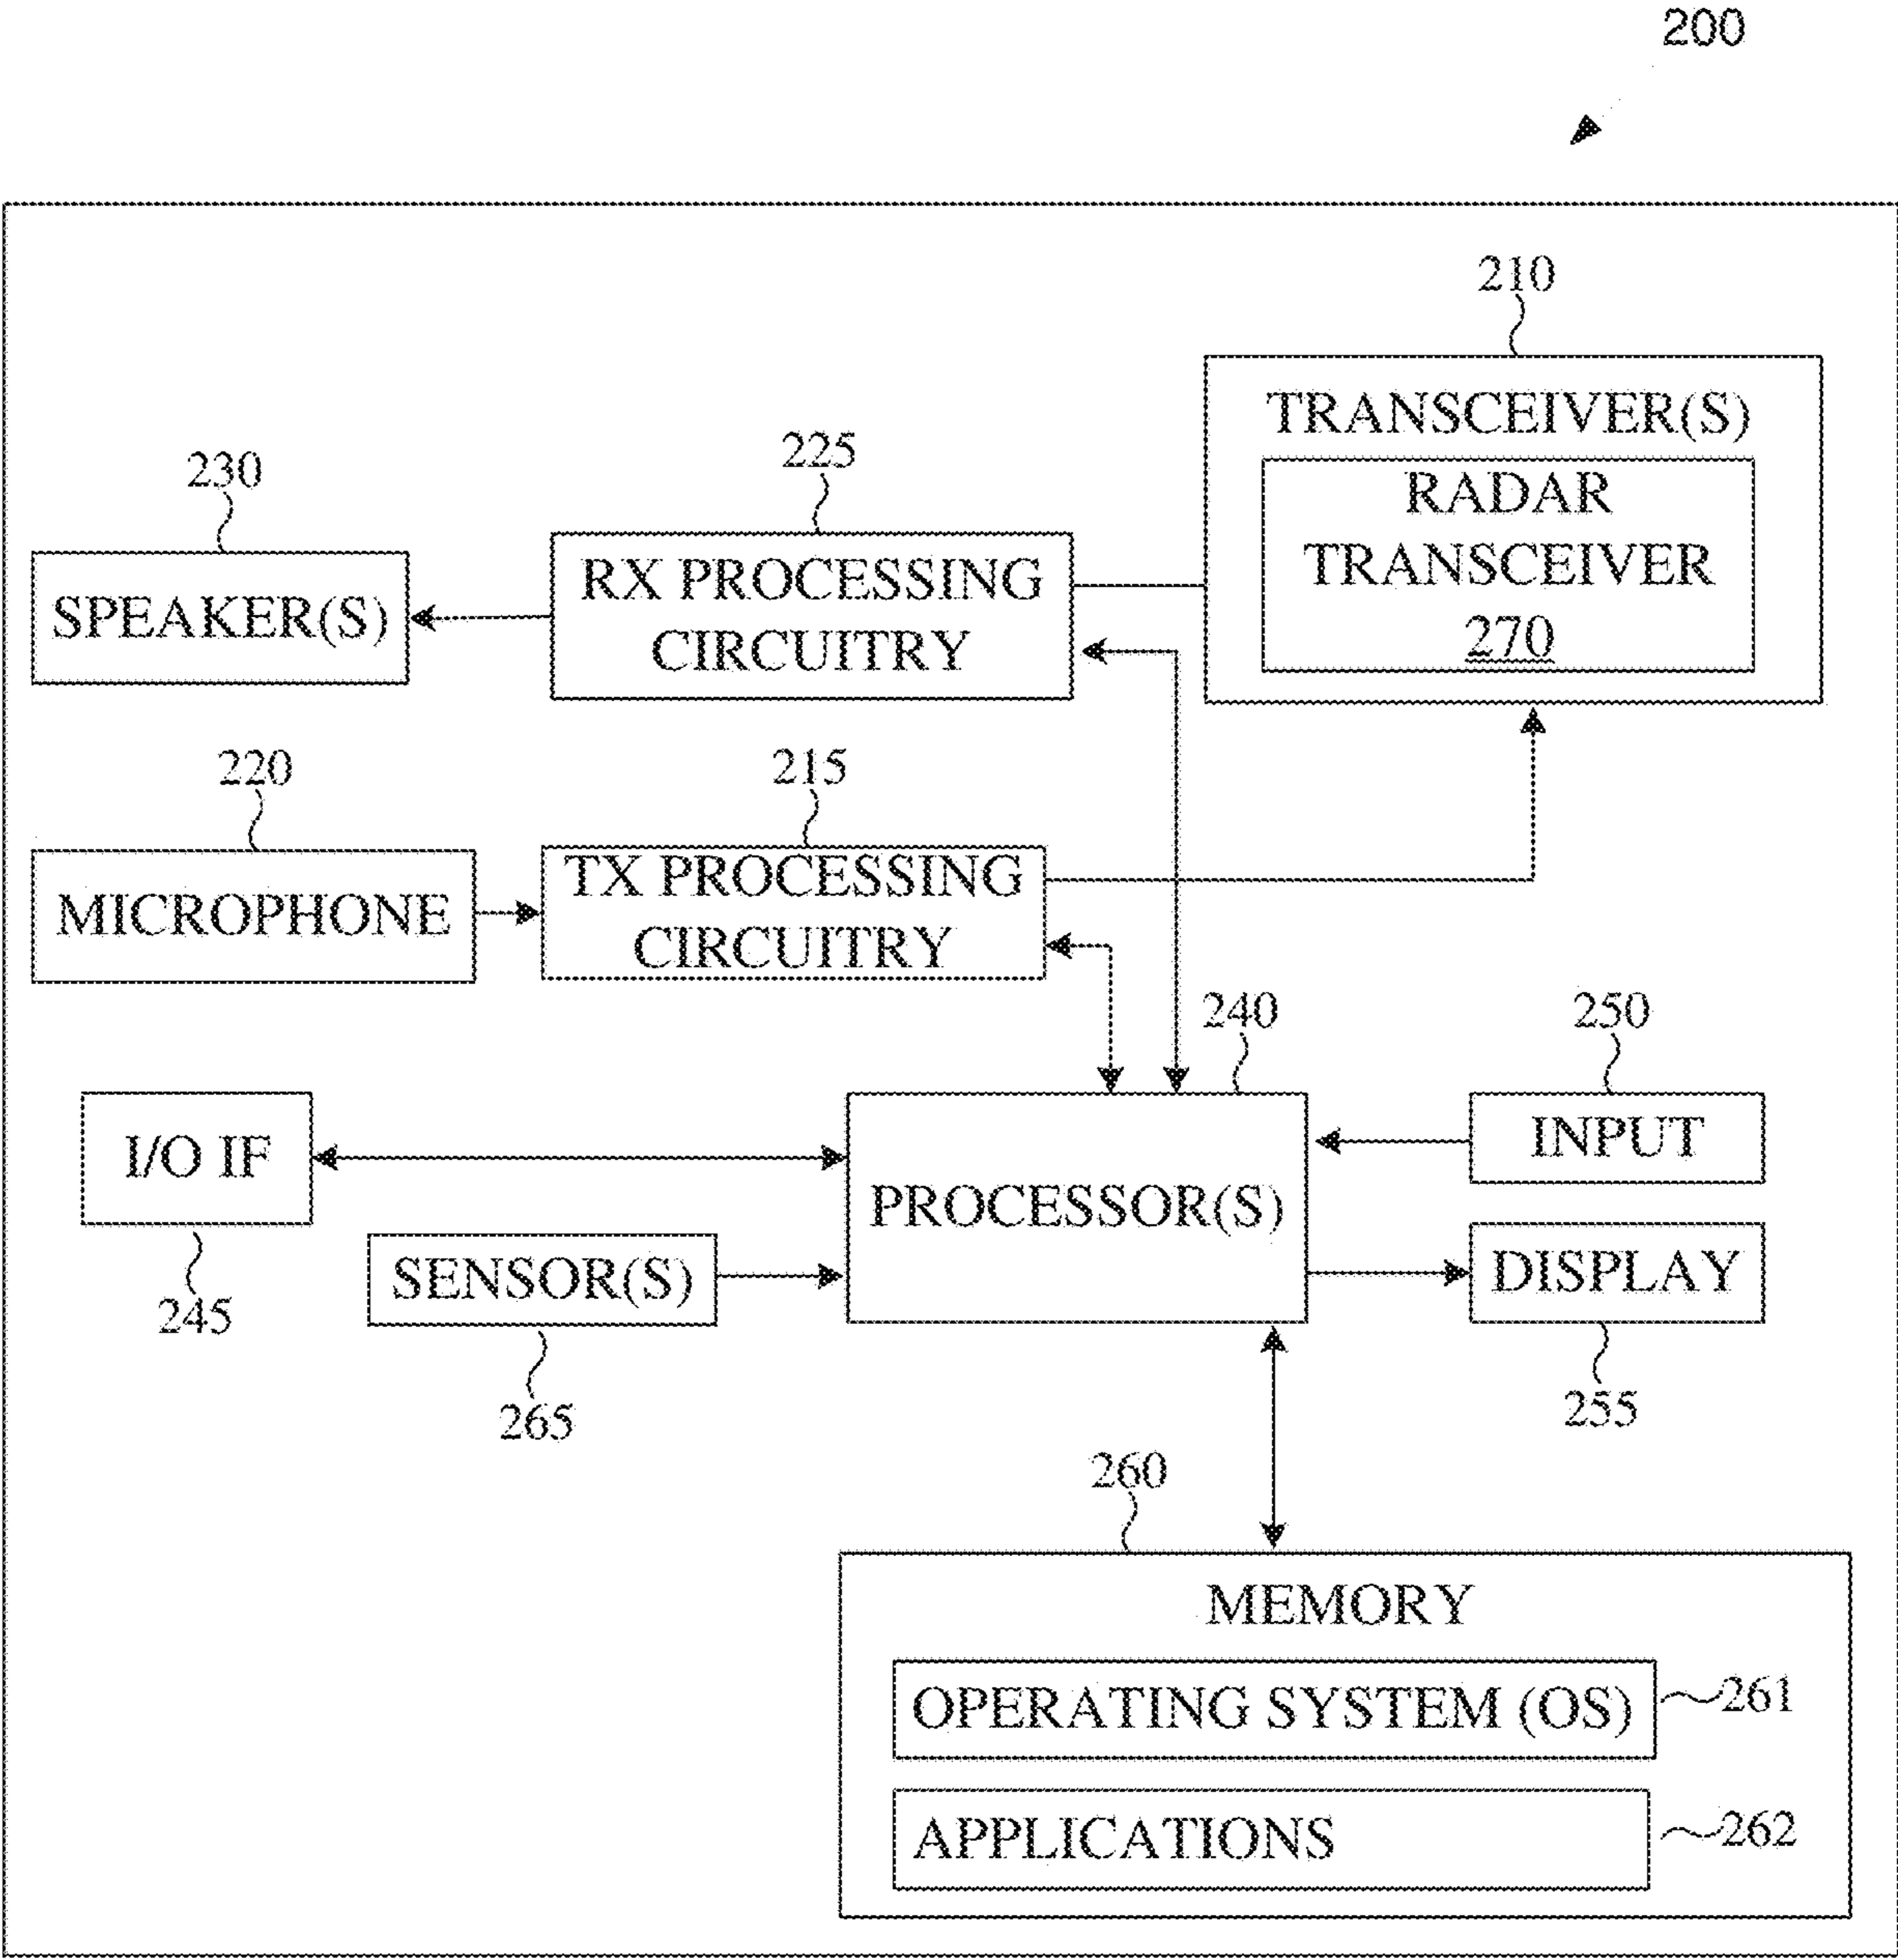 200
210
TRANSCEIVER(S)
RADAR
TRANSCEIVER
270
225
RX PROCESSING
CIRCUITRY
230
SPEAKER(S)
220
MICROPHONE
215
TX PROCESSING
CIRCUITRY
240
PROCESSOR(S)
250
INPUT
I/O IF
245
SENSOR(S)
265
DISPLAY
255
260
MEMORY
OPERATING SYSTEM (OS)
261
APPLICATIONS
262